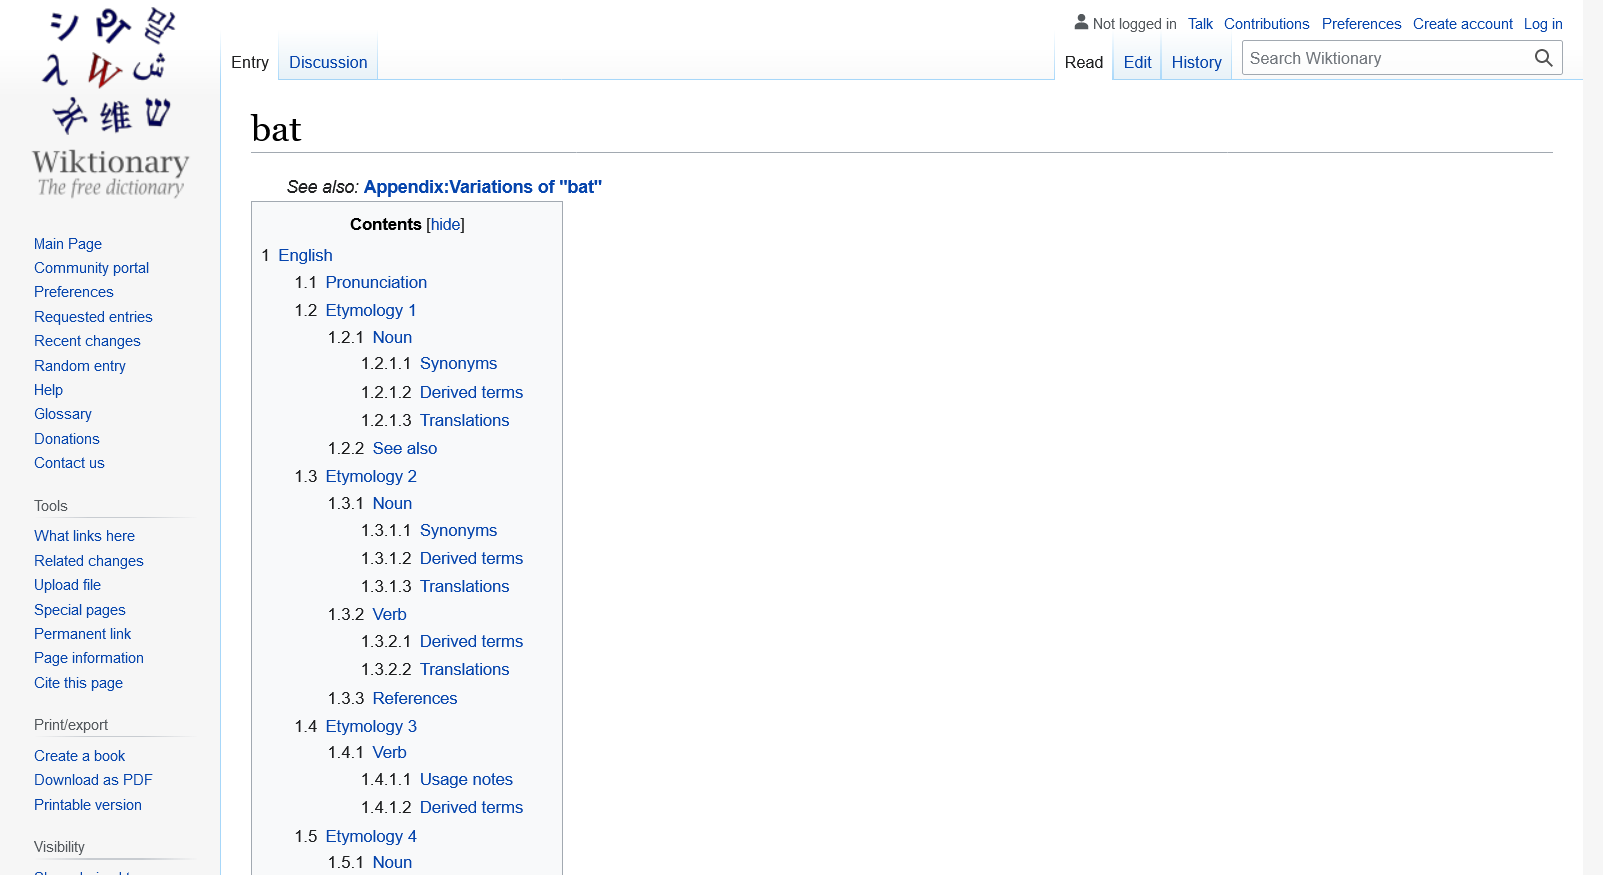 シ Wi 말
λ W ش
维 ש
Wiktionary
The free dictionary
Not logged in Talk Contributions Preferences Create account Log in
Entry Discussion Read Edit History Search Wiktionary
bat
See also: Appendix:Variations of "bat"
Contents [hide]
1 English
1.1 Pronunciation
1.2 Etymology 1
1.2.1 Noun
1.2.1.1 Synonyms
1.2.1.2 Derived terms
1.2.1.3 Translations
1.2.2 See also
1.3 Etymology 2
1.3.1 Noun
1.3.1.1 Synonyms
1.3.1.2 Derived terms
1.3.1.3 Translations
1.3.2 Verb
1.3.2.1 Derived terms
1.3.2.2 Translations
1.3.3 References
1.4 Etymology 3
1.4.1 Verb
1.4.1.1 Usage notes
1.4.1.2 Derived terms
1.5 Etymology 4
1.5.1 Noun
Main Page
Community portal
Preferences
Requested entries
Recent changes
Random entry
Help
Glossary
Donations
Contact us
Tools
What links here
Related changes
Upload file
Special pages
Permanent link
Page information
Cite this page
Print/export
Create a book
Download as PDF
Printable version
Visibility